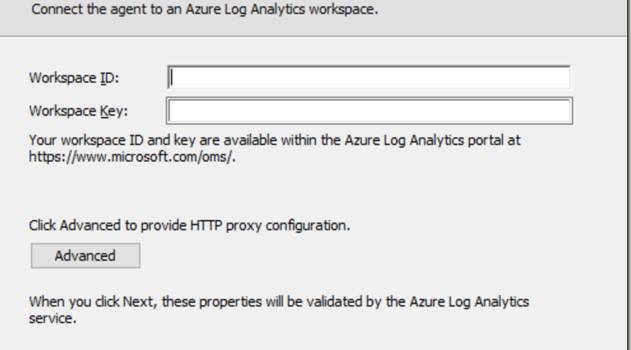 Connect the agent to an Azure Log Analytics workspace.
Workspace ID:
Workspace Key:
Your workspace ID and key are available within the Azure Log Analytics portal at
https://www.microsoft.com/oms/.
Click Advanced to provide HTTP proxy configuration.
Advanced
When you click Next, these properties will be validated by the Azure Log Analytics
service.